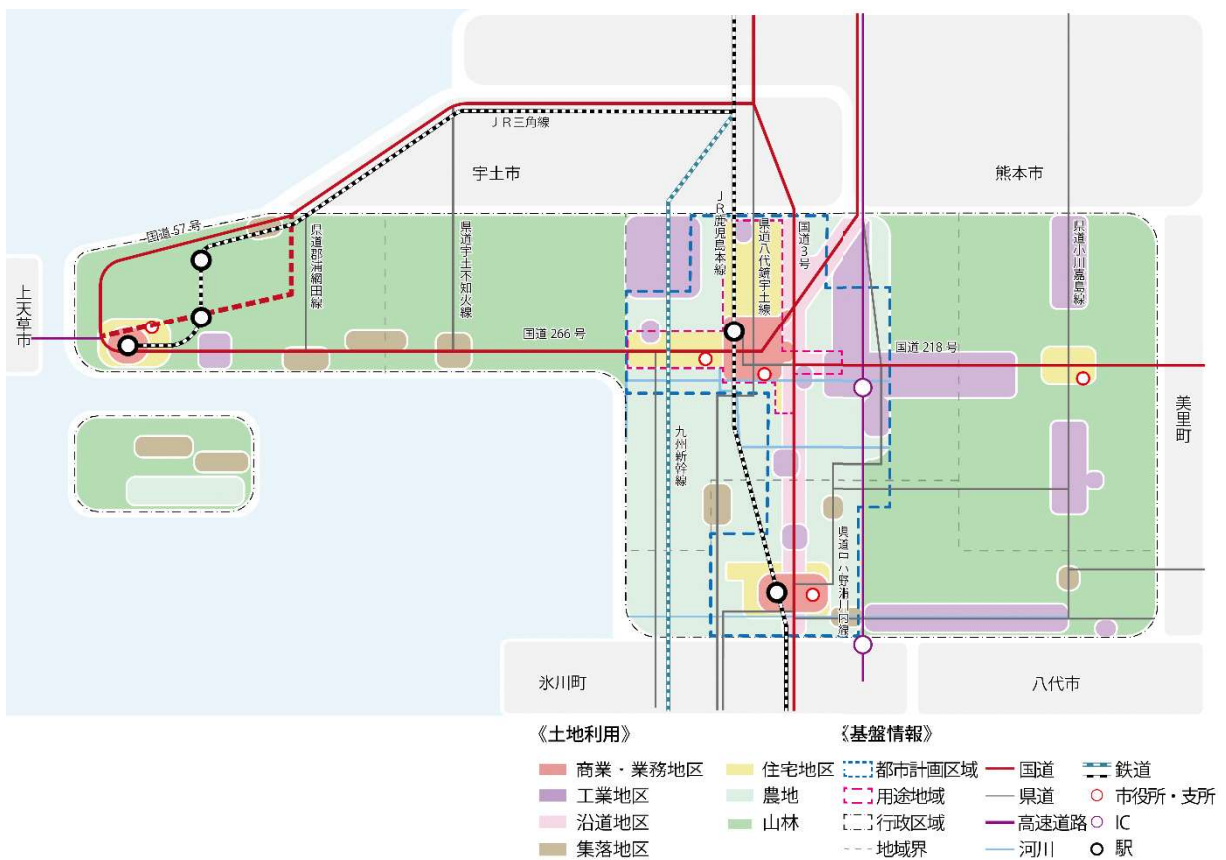 JR三角線
宇土市
熊本市
国道57号
県道郡浦網田線
県道宇土不知火線
JR鹿児島本線
県道八代鏡宇土線
国道3号
県道小川嘉島線
上天草市
国道266号
国道218号
美里町
九州新幹線
氷川町
八代市
《土地利用》
商業・業務地区
工業地区
沿道地区
集落地区
住宅地区
農地
山林
《基盤情報》
都市計画区域
用途地域
行政区域
地域界
国道
県道
高速道路
河川
鉄道
市役所・支所
IC
駅